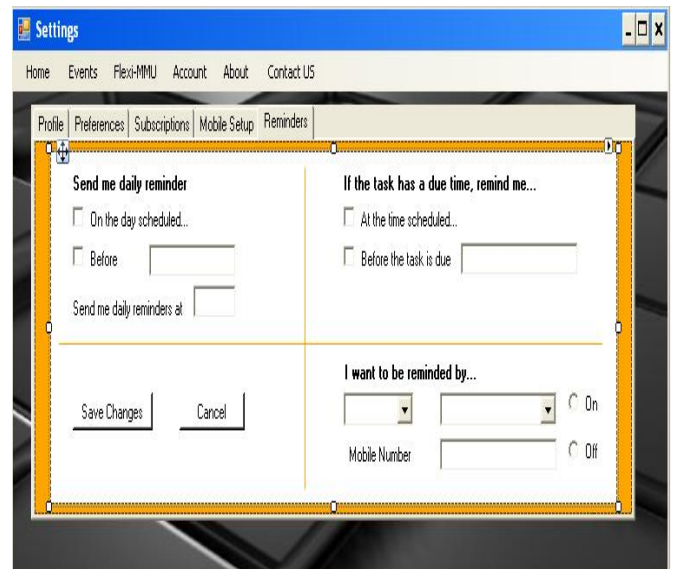 Settings
Home Events Flexi-MMU Account About Contact US
Profile Preferences Subscriptions Mobile Setup Reminders
Send me daily reminder
On the day scheduled...
Before
Send me daily reminders at
If the task has a due time, remind me...
At the time scheduled...
Before the task is due
Save Changes Cancel
I want to be reminded by...
On
Mobile Number Off